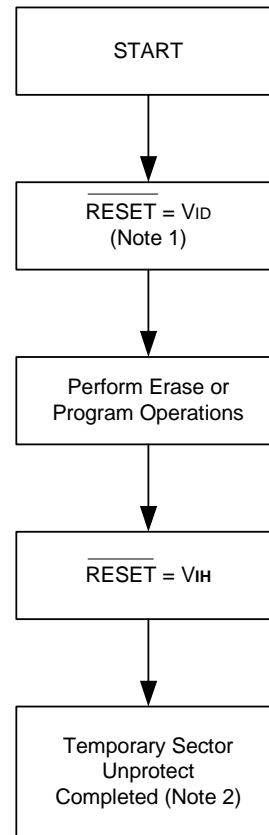 START
RESET = VID
(Note 1)
Perform Erase or
Program Operations
RESET = VIH
Temporary Sector
Unprotect
Completed (Note 2)